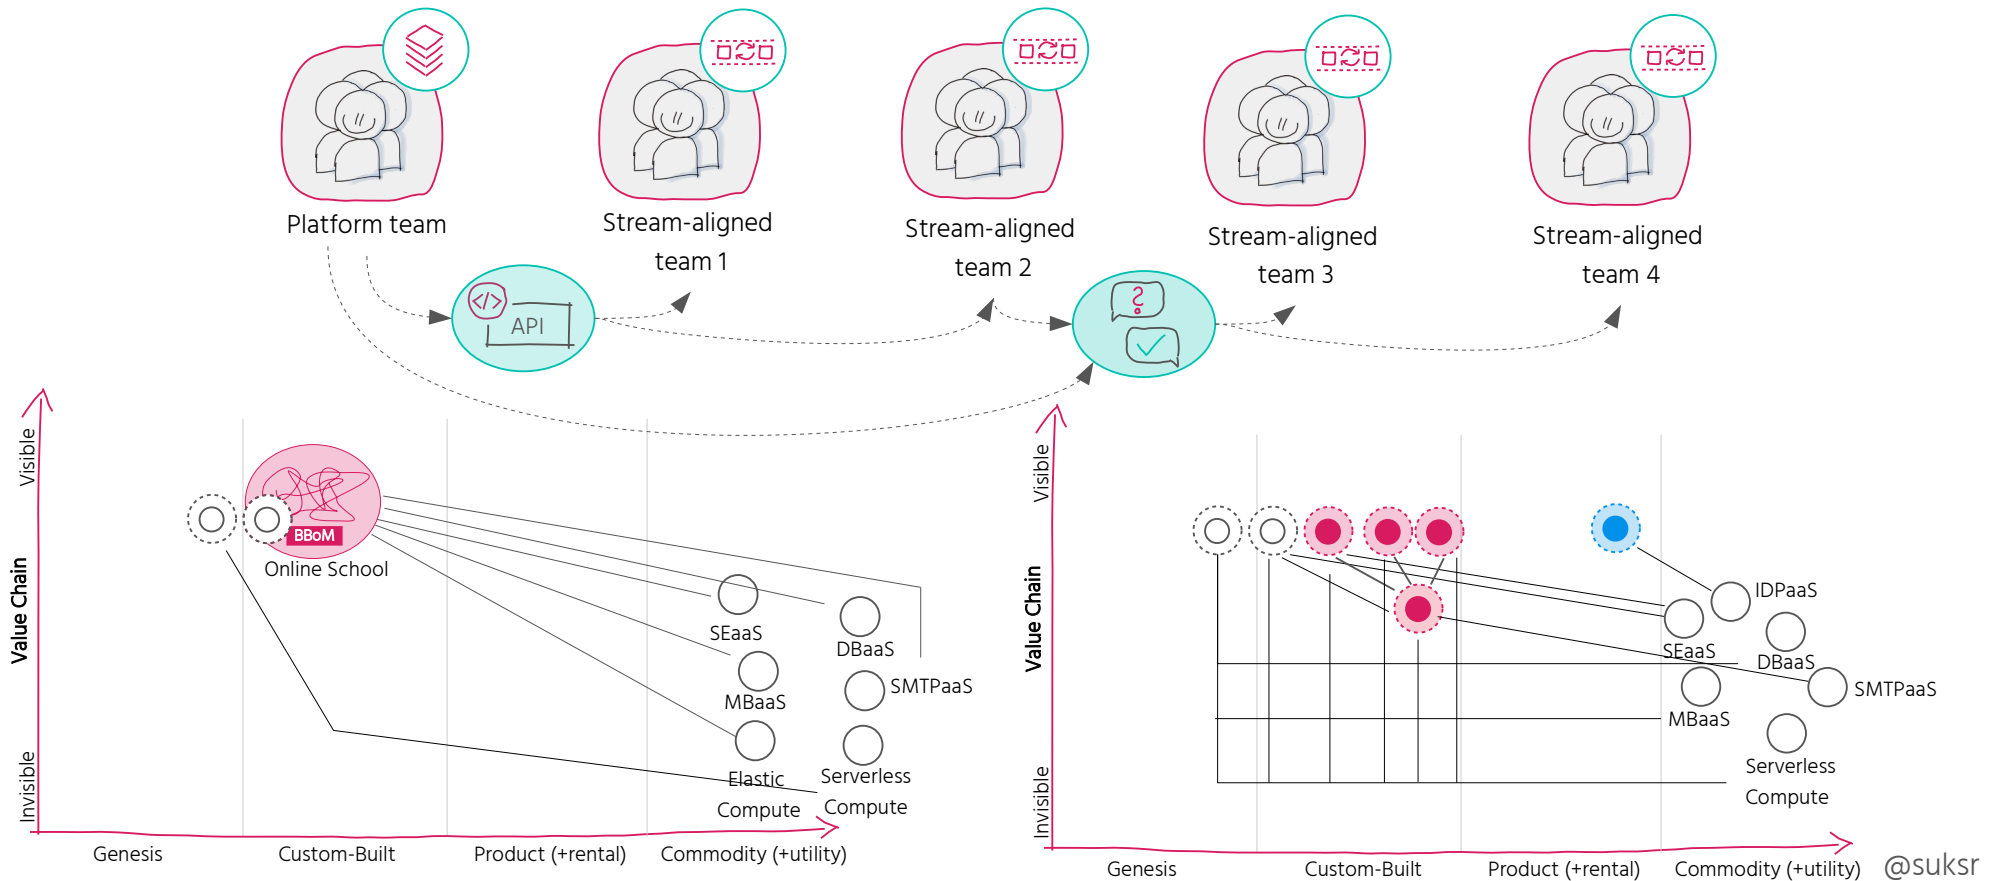 Platform team
Stream-aligned
team 1
Stream-aligned
team 2
Stream-aligned
team 3
Stream-aligned
team 4
</>
API
?
Visible
Value Chain
Invisible
BBoM
Online School
SEaaS
DBaaS
MBaaS
SMTPaaS
Elastic
Compute
Serverless
Compute
Genesis
Custom-Built
Product (+rental)
Commodity (+utility)
Visible
Value Chain
Invisible
IDPaaS
SEaaS
DBaaS
SMTPaaS
MBaaS
Serverless
Compute
Genesis
Custom-Built
Product (+rental)
Commodity (+utility)
@suksr